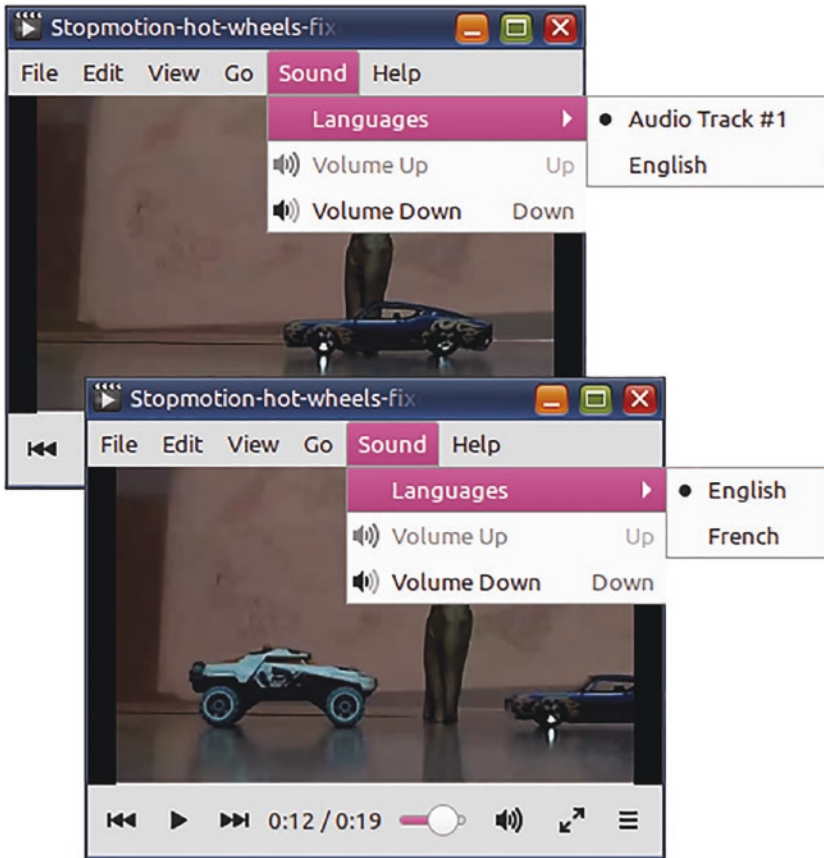 Stopmotion-hot-wheels-fix
File Edit View Go Sound Help
Languages
Audio Track #1
Volume Up Up
English
Volume Down Down
Stopmotion-hot-wheels-fix
File Edit View Go Sound Help
Languages
English
Volume Up Up
French
Volume Down Down
0:12 / 0:19